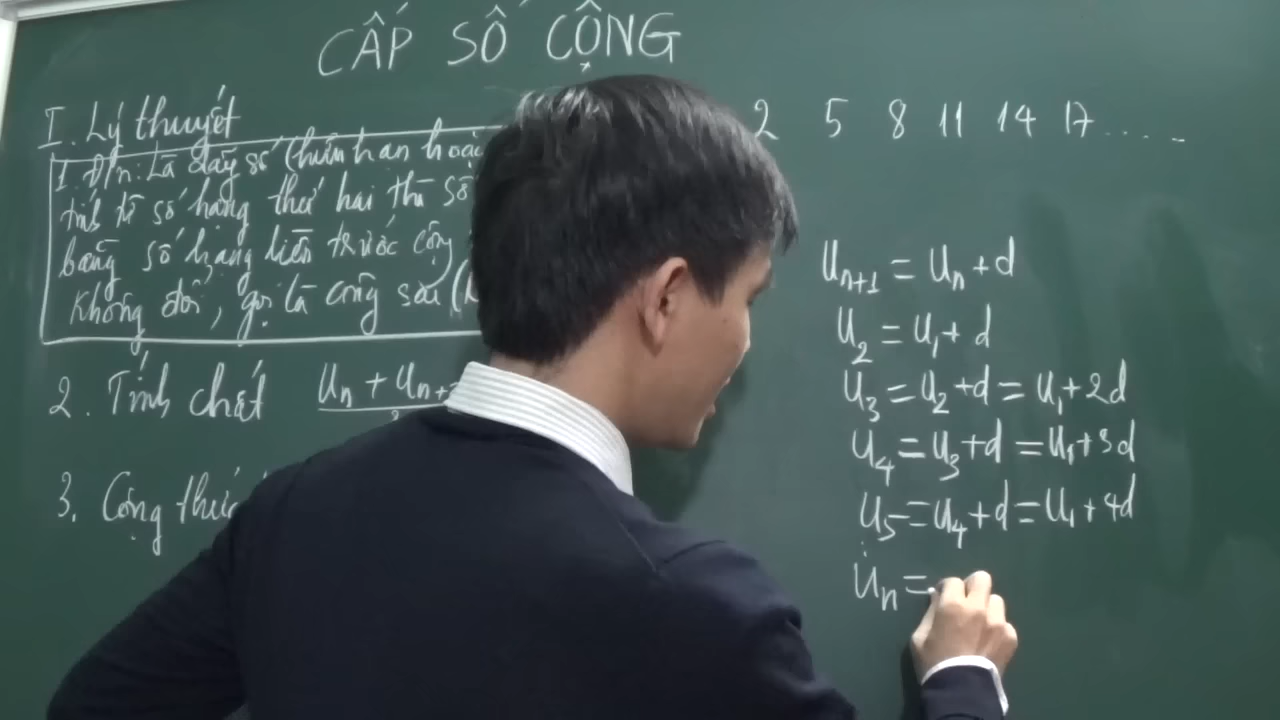 CẤP SỐ CỘNG
I. Lý thuyết
1. Đ/n: Là dãy số (hữu hạn hoặc
tính từ số hạng thứ hai thì số
bằng số hạng liền trước cộng
không đổi, gọi là công sai (
2. Tính chất uₙ + uₙ₊
3. Công thức
2 5 8 11 14 17.....
uₙ₊₁ = uₙ + d
u₂ = u₁ + d
u₃ = u₂ + d = u₁ + 2d
u₄ = u₃ + d = u₁ + 3d
u₅ = u₄ + d = u₁ + 4d
uₙ =